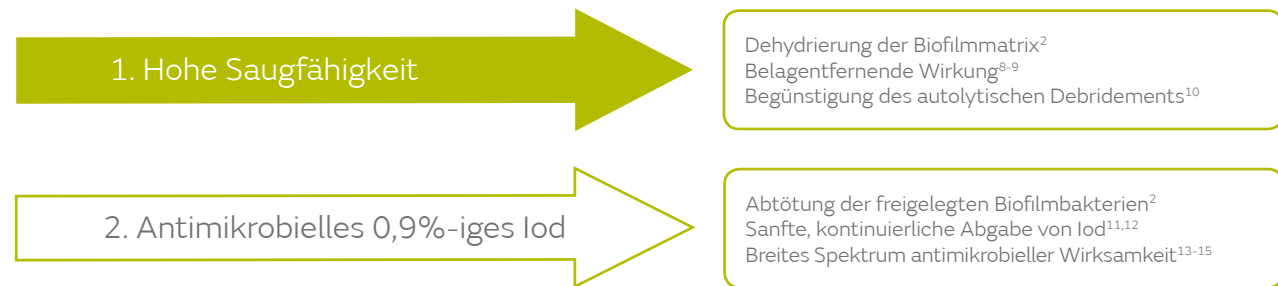 1. Hohe Saugfähigkeit
Dehydrierung der Biofilmmatrix²
Belagentfernende Wirkung⁸⁻⁹
Begünstigung des autolytischen Debridements¹⁰
2. Antimikrobielles 0,9%-iges Iod
Abtötung der freigelegten Biofilmbakterien²
Sanfte, kontinuierliche Abgabe von Iod¹¹,¹²
Breites Spektrum antimikrobieller Wirksamkeit¹³⁻¹⁵